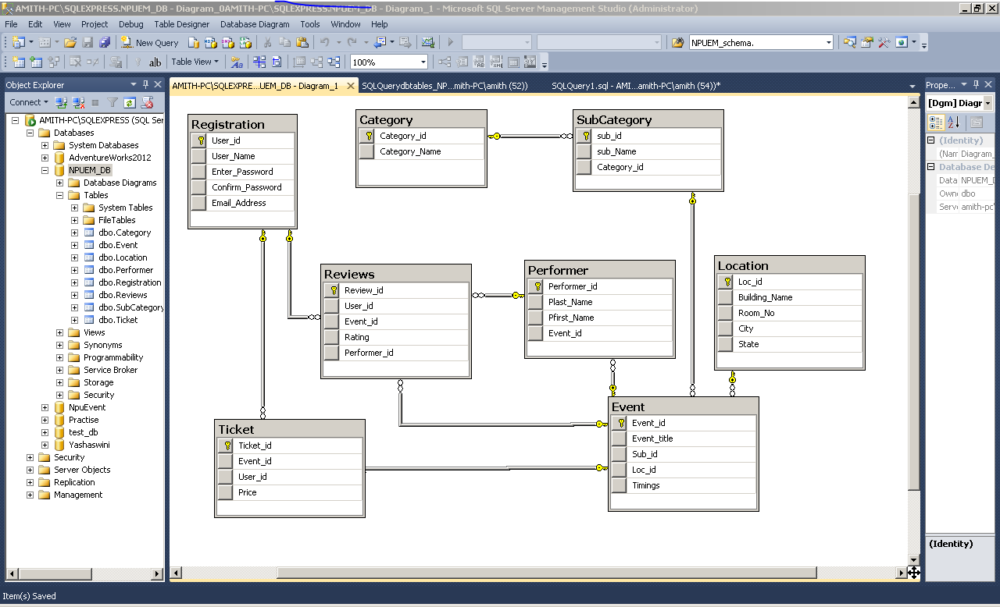 AMITH-PC\SQLEXPRESS.NPUEM_DB - Diagram_0AMITH-PC\SQLEXPRESS.NPUEM_DB - Diagram_1 - Microsoft SQL Server Management Studio (Administrator)
File Edit View Project Debug Table Designer Database Diagram Tools Window Help
New Query NPUEM_schema.
ab| Table View 100%
Object Explorer
AMITH-PC\SQLEXPRE...UEM_DB - Diagram_1 SQLQuerydbtables_NP...mith-PC\amith (52)) SQLQuery1.sql - AMI...amith-PC\amith (54))*
Prope...
Connect
AMITH-PC\SQLEXPRESS (SQL Ser
Databases
System Databases
AdventureWorks2012
NPUEM_DB
Database Diagrams
Tables
System Tables
FileTables
dbo.Category
dbo.Event
dbo.Location
dbo.Performer
dbo.Registration
dbo.Reviews
dbo.SubCategory
dbo.Ticket
Views
Synonyms
Programmability
Service Broker
Storage
Security
NpuEvent
Practise
test_db
Yashaswini
Security
Server Objects
Replication
Management
Registration
User_id
User_Name
Enter_Password
Confirm_Password
Email_Address
Category
Category_id
Category_Name
SubCategory
sub_id
sub_Name
Category_id
Reviews
Review_id
User_id
Event_id
Rating
Performer_id
Performer
Performer_id
Plast_Name
Pfirst_Name
Event_id
Location
Loc_id
Building_Name
Room_No
City
State
Ticket
Ticket_id
Event_id
User_id
Price
Event
Event_id
Event_title
Sub_id
Loc_id
Timings
[Dgm] Diagr
(Identity)
(Nam Diagram_
Database De
Data NPUEM_D
Owne dbo
Serve amith-pc\
(Identity)
Item(s) Saved